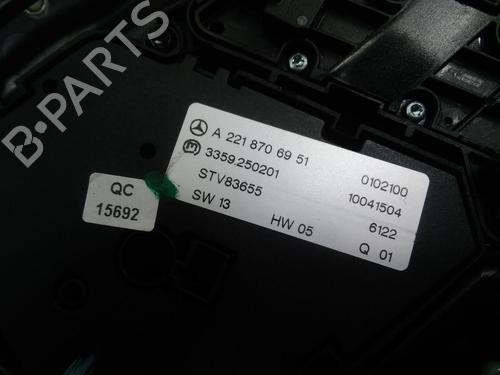 B-PARTS
A 221 870 69 51
3359.250201 0102100
STV83655 10041504
SW 13 HW 05 6122
Q 01
QC
15692